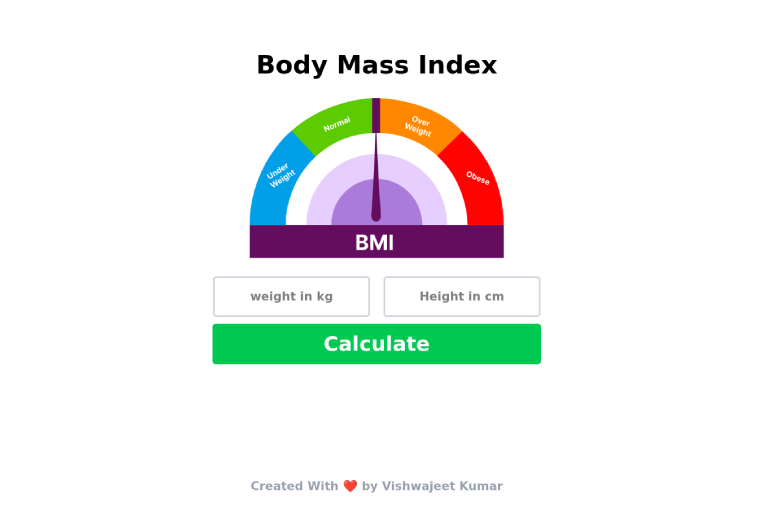 Body Mass Index
Under
Weight
Normal
Over
Weight
Obese
BMI
weight in kg
Height in cm
Calculate
Created With ❤️ by Vishwajeet Kumar